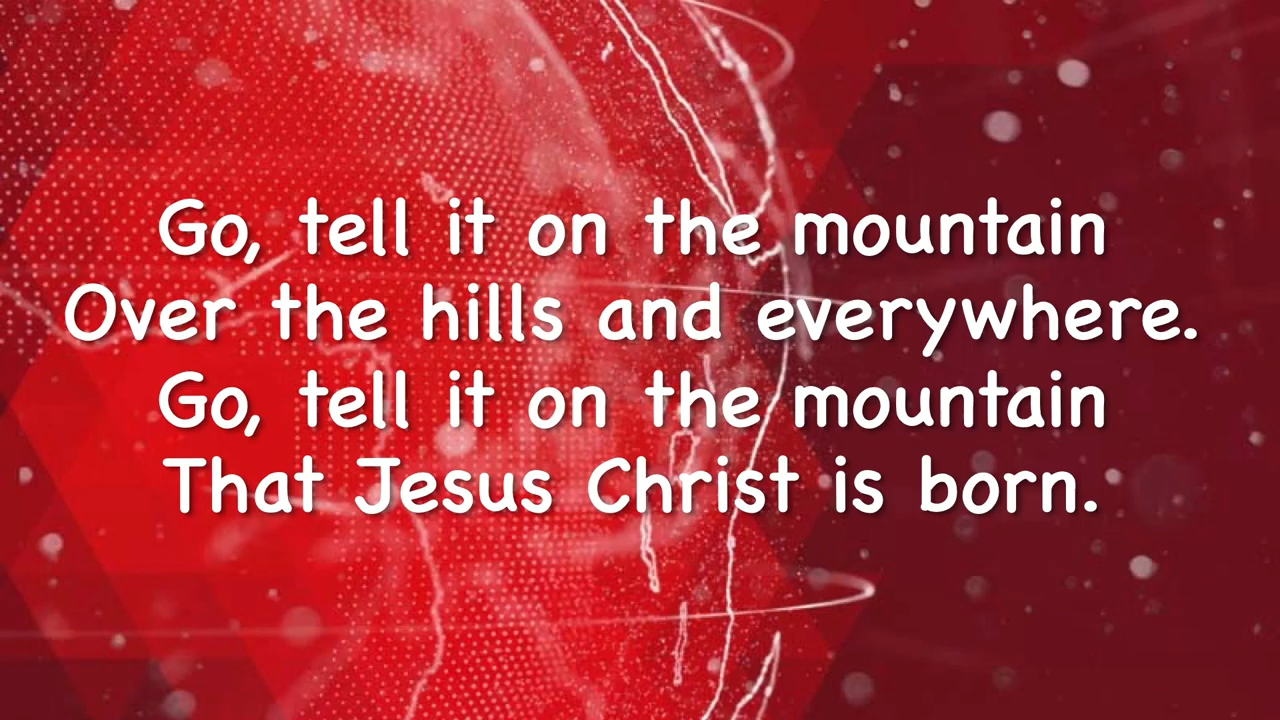 Go, tell it on the mountain
Over the hills and everywhere.
Go, tell it on the mountain
That Jesus Christ is born.